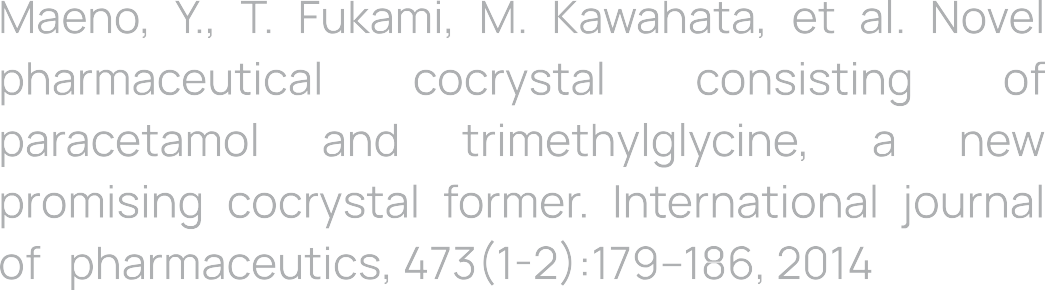 Maeno, Y., T. Fukami, M. Kawahata, et al. Novel
pharmaceutical cocrystal consisting of
paracetamol and trimethylglycine, a new
promising cocrystal former. International journal
of pharmaceutics, 473(1-2):179–186, 2014